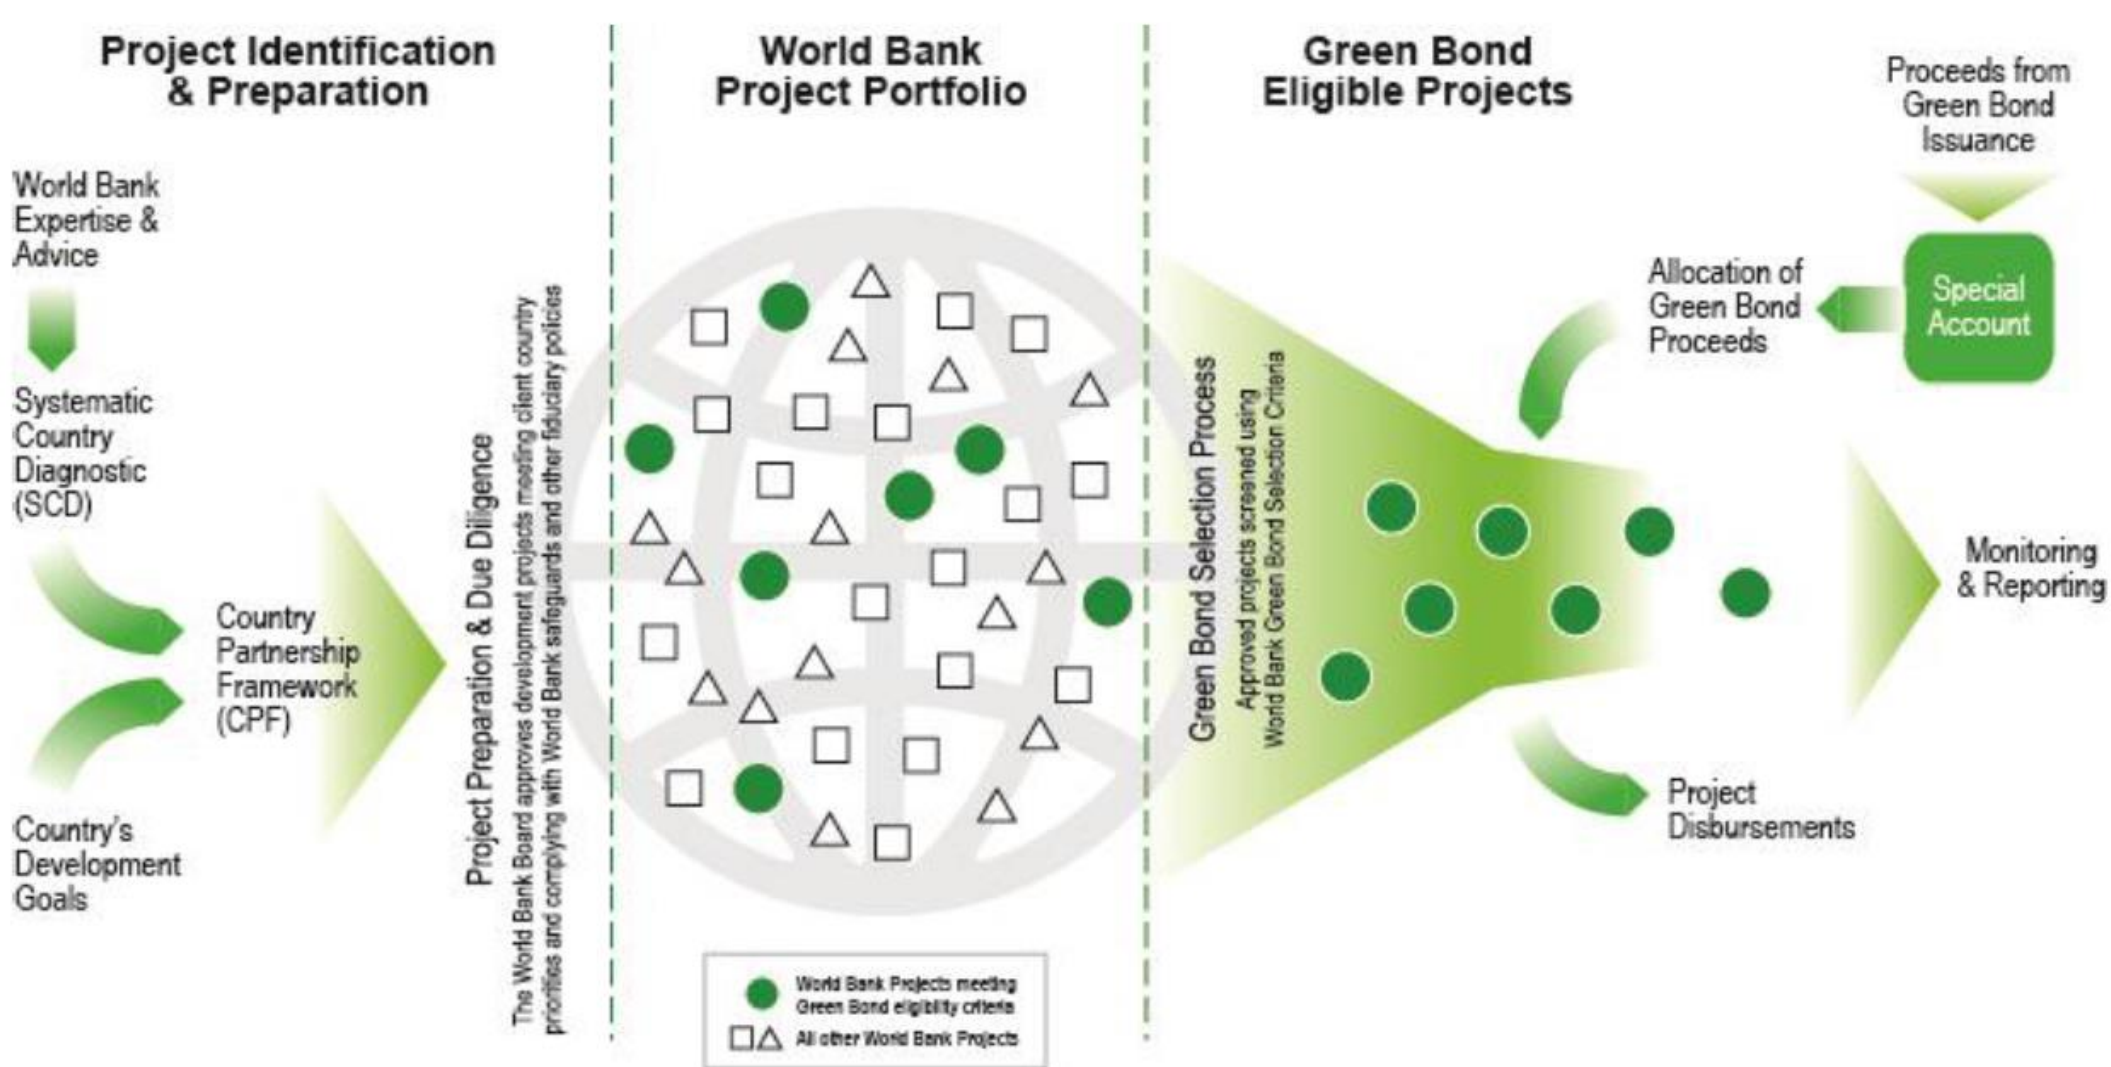 Project Identification
& Preparation
World Bank
Expertise &
Advice
Systematic
Country
Diagnostic
(SCD)
Country
Partnership
Framework
(CPF)
Country's
Development
Goals
Project Preparation & Due Diligence
The World Bank Board approves development projects meeting client country
priorities and complying with World Bank safeguards and other fiduciary policies
World Bank
Project Portfolio
World Bank Projects meeting
Green Bond eligibility criteria
All other World Bank Projects
Green Bond
Eligible Projects
Green Bond Selection Process
Approved projects screened using
World Bank Green Bond Selection Criteria
Proceeds from
Green Bond
Issuance
Special
Account
Allocation of
Green Bond
Proceeds
Monitoring
& Reporting
Project
Disbursements